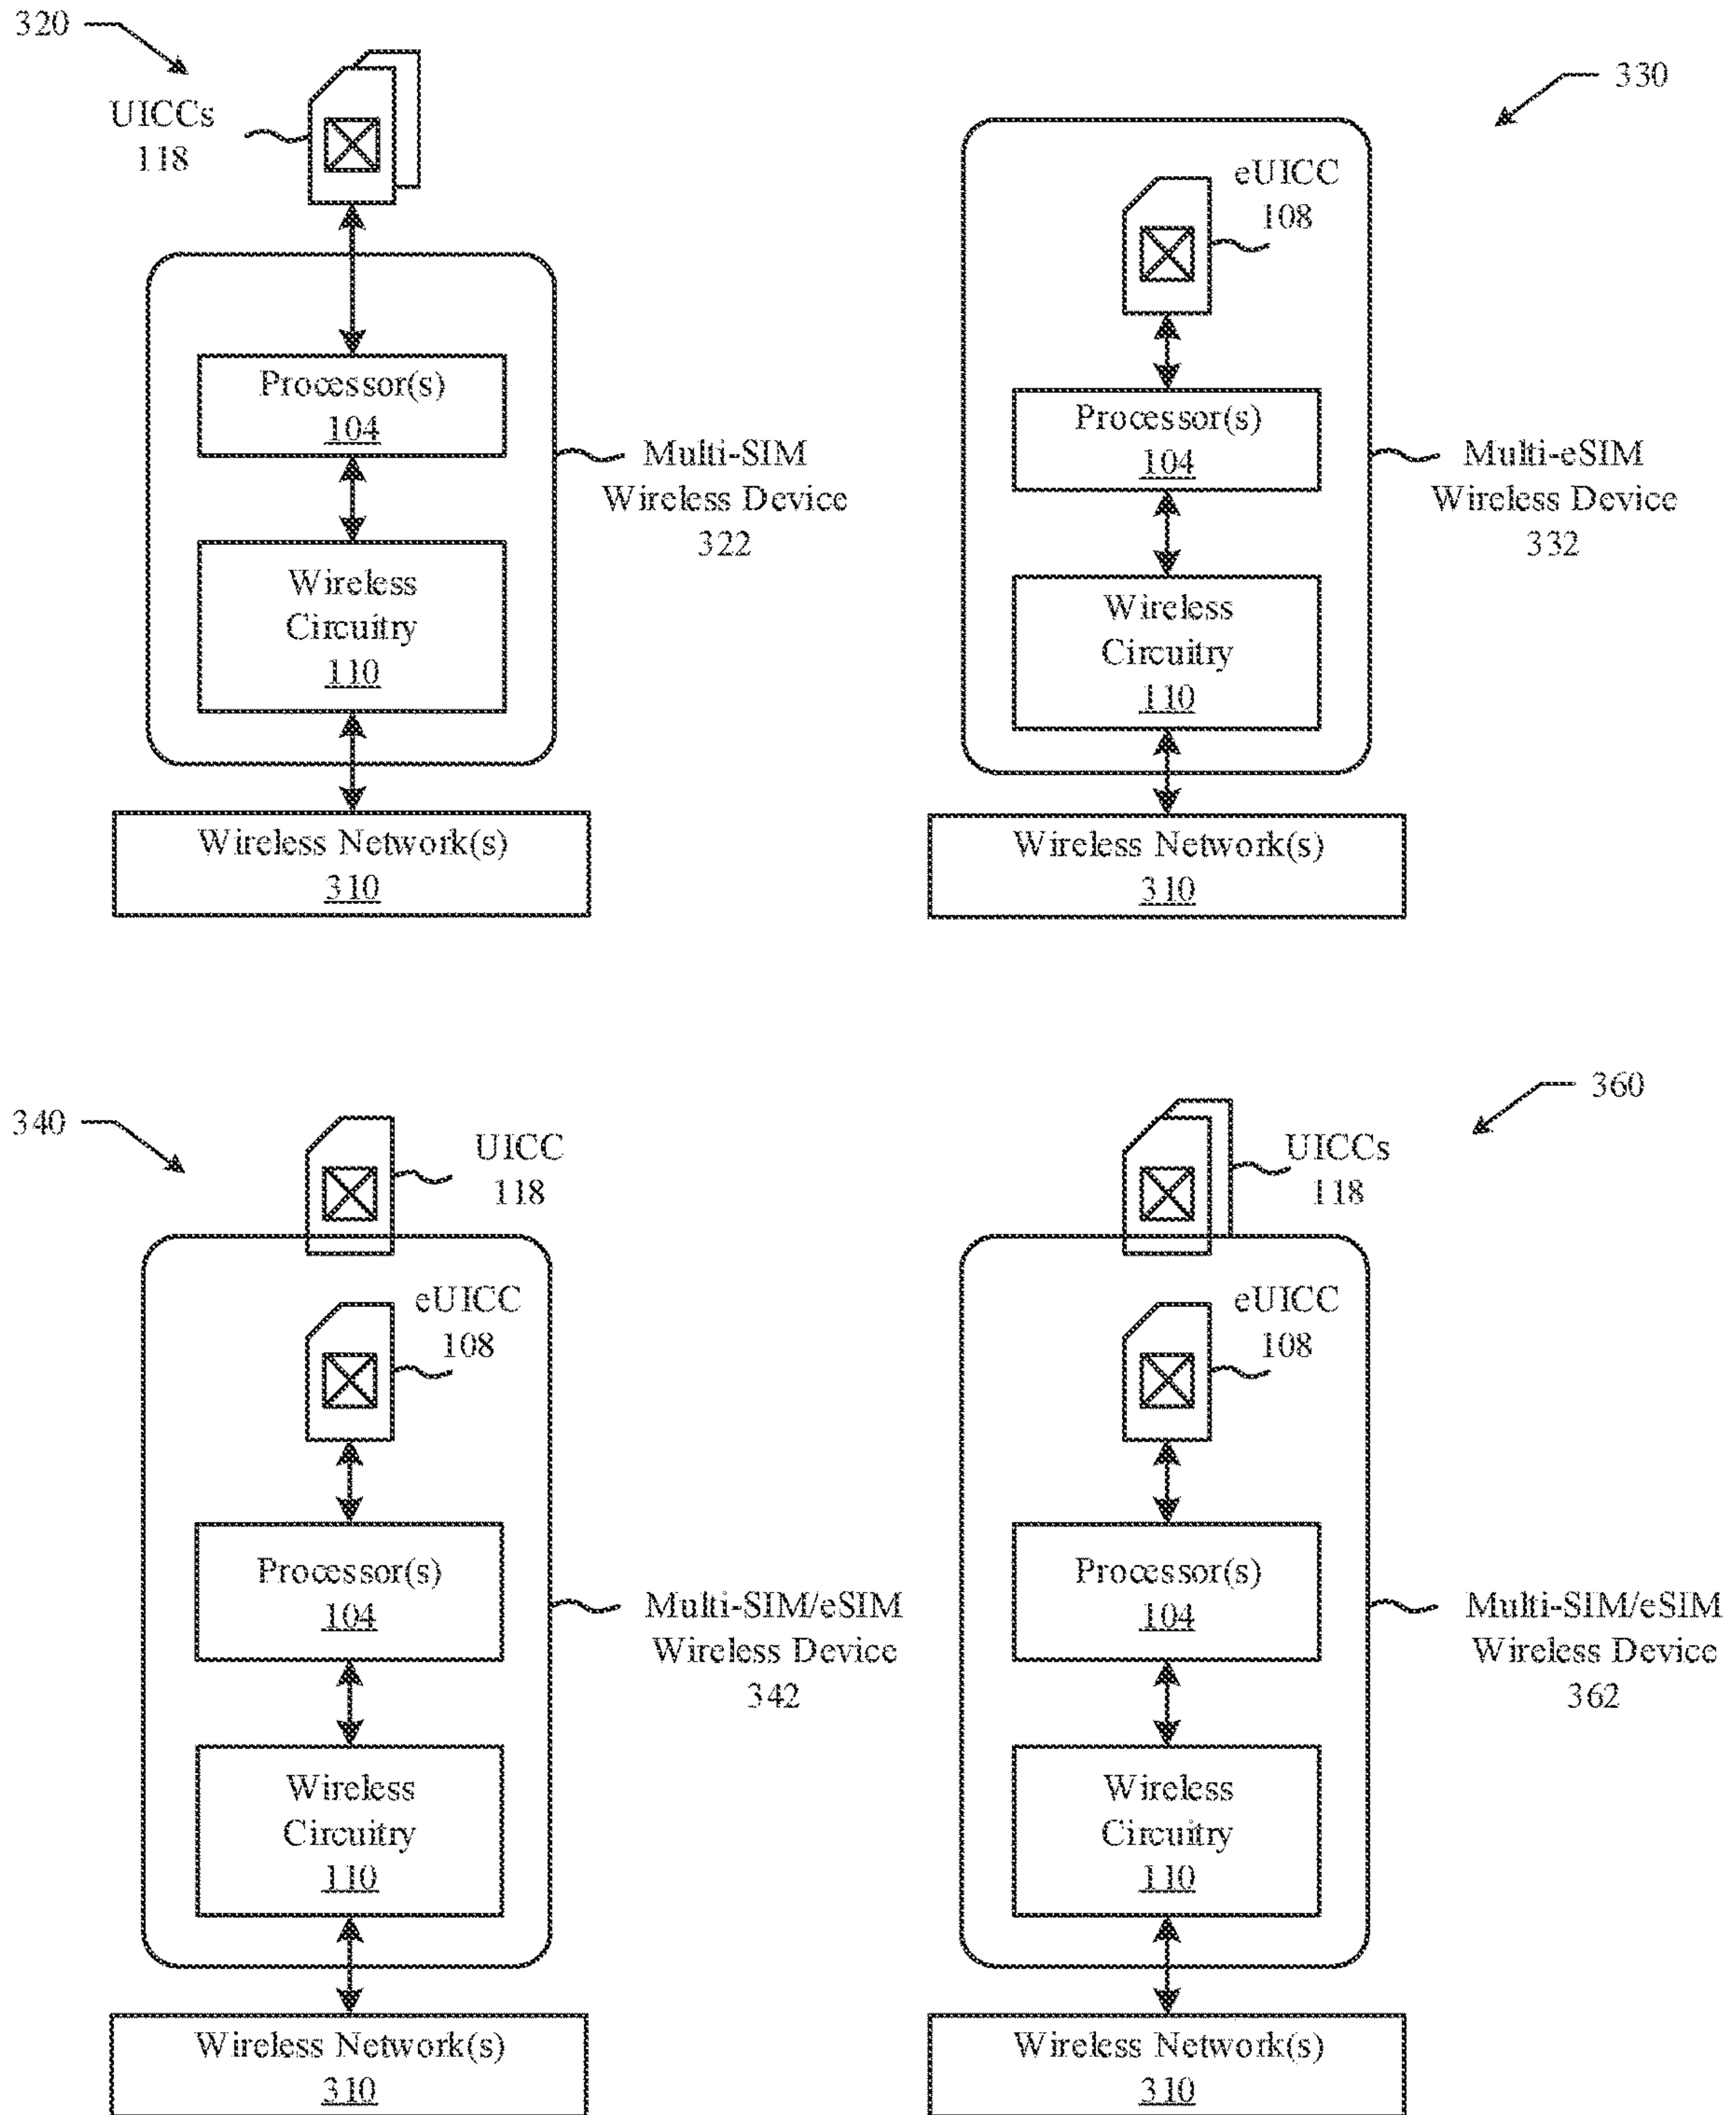 320
UICCs
118
Processor(s)
104
Multi-SIM
Wireless Device
322
Wireless
Circuitry
110
Wireless Network(s)
310
330
eUICC
108
Processor(s)
104
Multi-eSIM
Wireless Device
332
Wireless
Circuitry
110
Wireless Network(s)
310
340
UICC
118
eUICC
108
Processor(s)
104
Multi-SIM/eSIM
Wireless Device
342
Wireless
Circuitry
110
Wireless Network(s)
310
360
UICCs
118
eUICC
108
Processor(s)
104
Multi-SIM/eSIM
Wireless Device
362
Wireless
Circuitry
110
Wireless Network(s)
310